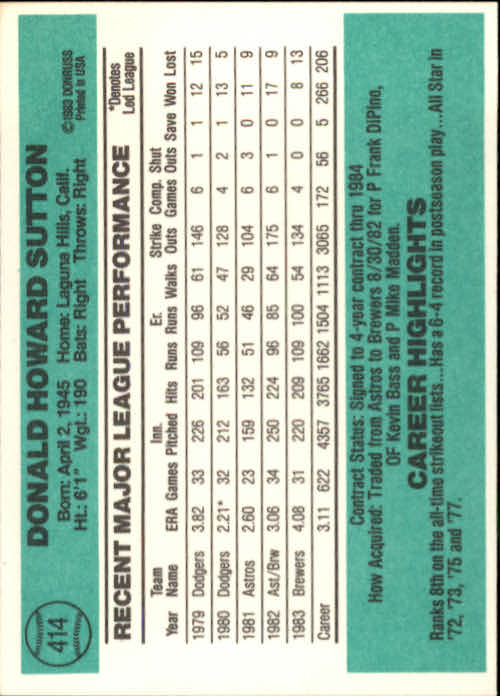 414
DONALD HOWARD SUTTON
Born: April 2, 1945 Home: Laguna Hills, Calif.
Ht.: 6'1" Wgt.: 190 Bats: Right Throws: Right
©1983 DONRUSS
Printed in USA
RECENT MAJOR LEAGUE PERFORMANCE
*Denotes
Led League
Team Inn. Er. Strike Comp. Shut
Year Name ERA Games Pitched Hits Runs Runs Walks Outs Games Outs Save Won Lost
1979 Dodgers 3.82 33 226 201 109 96 61 146 6 1 1 12 15
1980 Dodgers 2.21* 32 212 163 56 52 47 128 4 2 1 13 5
1981 Astros 2.60 23 159 132 51 46 29 104 6 3 0 11 9
1982 Ast/Brw 3.06 34 250 224 96 85 64 175 6 1 0 17 9
1983 Brewers 4.08 31 220 209 109 100 54 134 4 0 0 8 13
Career 3.11 622 4357 3765 1662 1504 1113 3065 172 56 5 266 206
Contract Status: Signed to 4-year contract thru 1984
How Acquired: Traded from Astros to Brewers 8/30/82 for P Frank DiPino,
OF Kevin Bass and P Mike Madden.
CAREER HIGHLIGHTS
Ranks 8th on the all-time strikeout lists...Has a 6-4 record in postseason play...All Star in
'72, '73, '75 and '77.